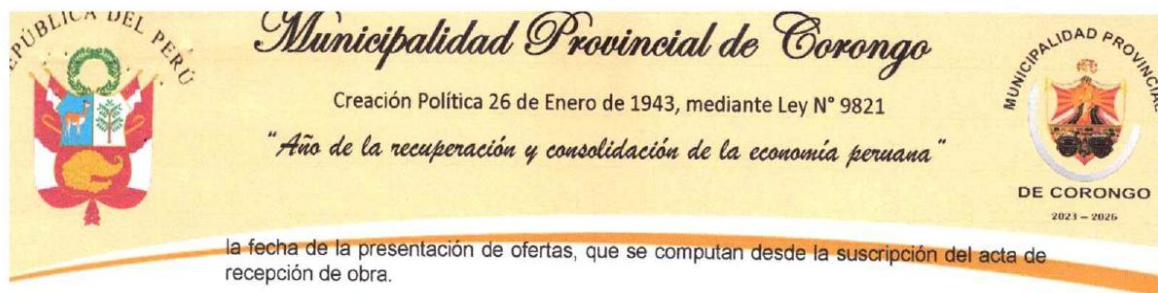 REPÚBLICA DEL PERÚ
Municipalidad Provincial de Corongo
Creación Política 26 de Enero de 1943, mediante Ley N° 9821
"Año de la recuperación y consolidación de la economía peruana"
MUNICIPALIDAD PROVINCIAL
DE CORONGO
2023 – 2026
la fecha de la presentación de ofertas, que se computan desde la suscripción del acta de
recepción de obra.